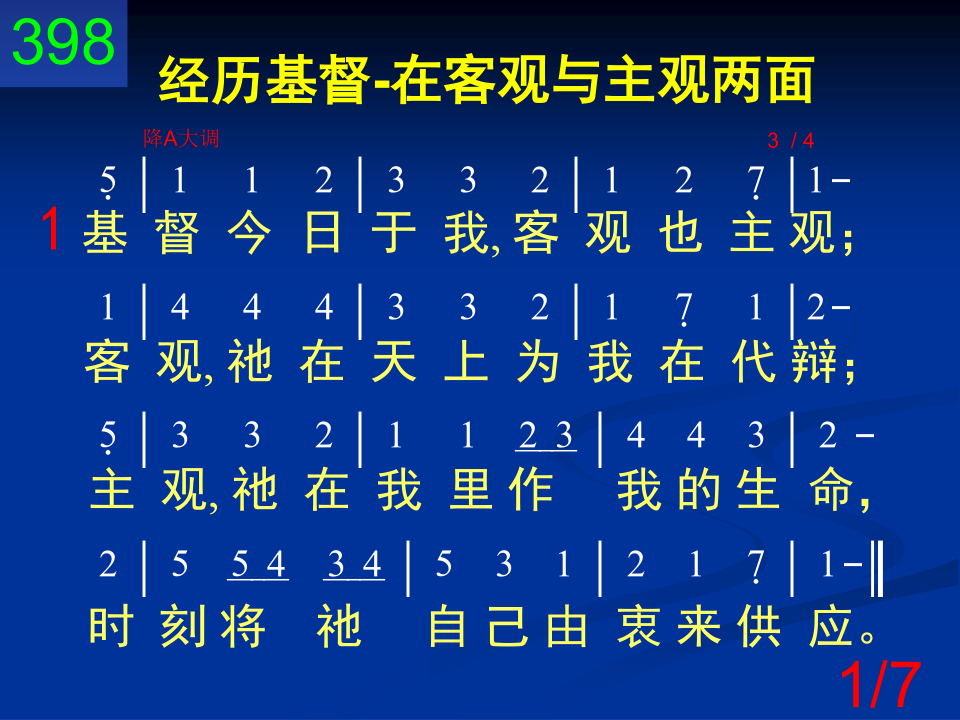 398
经历基督-在客观与主观两面
降A大调 3 / 4
5̣ | 1 1 2 | 3 3 2 | 1 2 7̣ | 1 -
1 基 督 今 日 于 我, 客 观 也 主 观;
1 | 4 4 4 | 3 3 2 | 1 7̣ 1 | 2 -
客 观, 祂 在 天 上 为 我 在 代 辩;
5̣ | 3 3 2 | 1 1 2 3 | 4 4 3 | 2 -
主 观, 祂 在 我 里 作 我 的 生 命,
2 | 5 5 4 3 4 | 5 3 1 | 2 1 7̣ | 1 - ‖
时 刻 将 祂 自 己 由 衷 来 供 应。
1/7